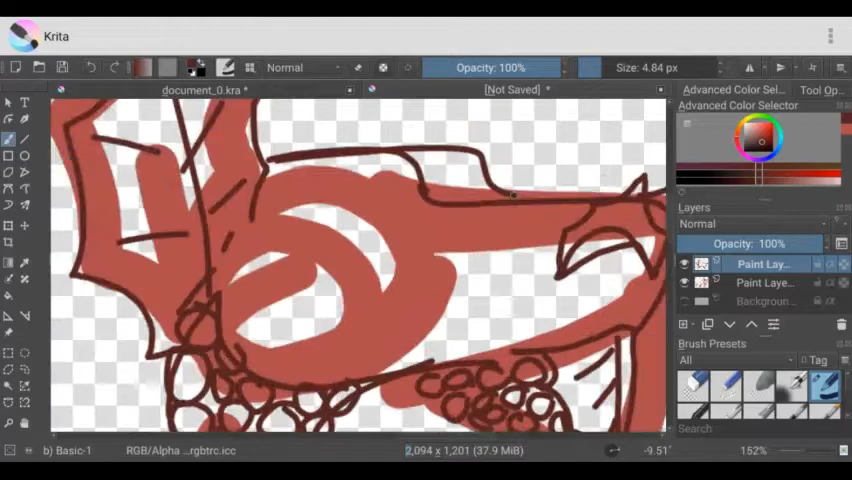 Krita
Normal
Opacity: 100%
Size: 4.84 px
document_0.kra *
[Not Saved] *
Advanced Color Sel...
Tool Op...
Advanced Color Selector
Layers
Normal
Opacity: 100%
Paint Lay...
Paint Laye...
Backgroun...
Brush Presets
All
Tag
Search
b) Basic-1
RGB/Alpha ...rgbtrc.icc
2,094 x 1,201 (37.9 MiB)
-9.51°
152%